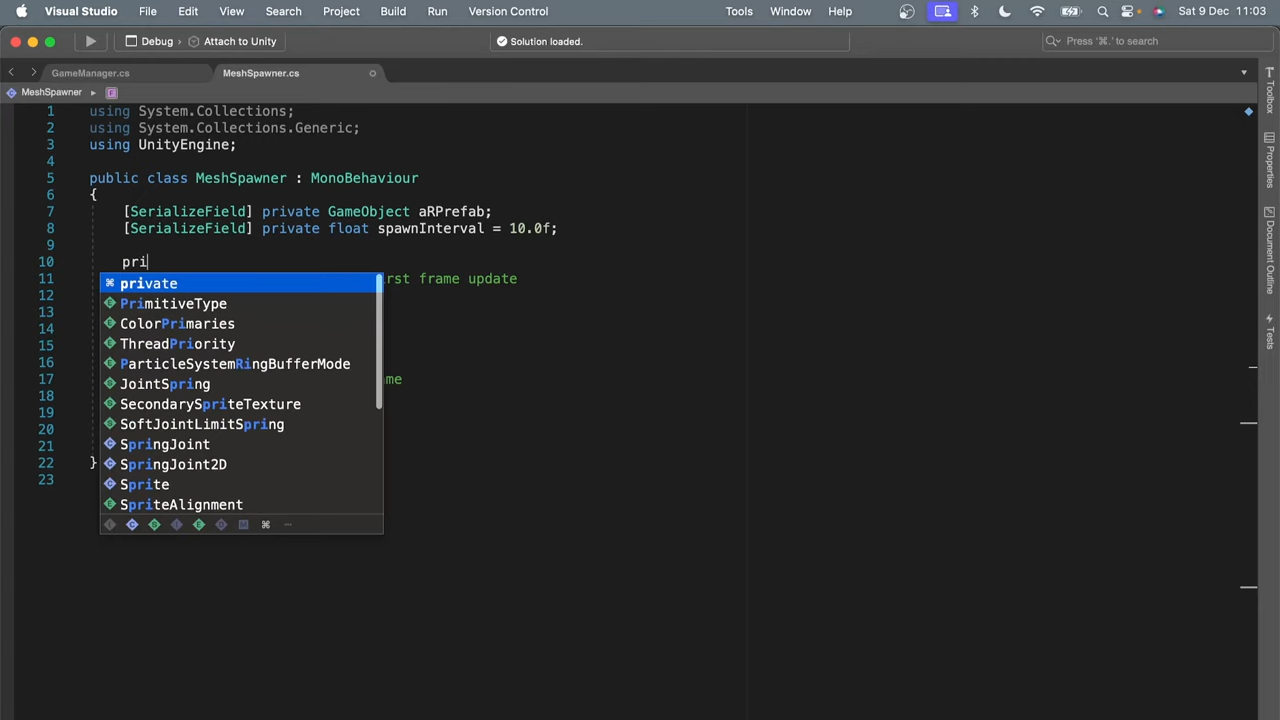 Visual Studio File Edit View Search Project Build Run Version Control Tools Window Help Sat 9 Dec 11:03
Debug › Attach to Unity Solution loaded. Press '⌘.' to search
GameManager.cs MeshSpawner.cs
MeshSpawner
1 using System.Collections;
2 using System.Collections.Generic;
3 using UnityEngine;
4
5 public class MeshSpawner : MonoBehaviour
6 {
7 [SerializeField] private GameObject aRPrefab;
8 [SerializeField] private float spawnInterval = 10.0f;
9
10 pri
11 rst frame update
12 private
13 PrimitiveType
14 ColorPrimaries
15 ThreadPriority
16 ParticleSystemRingBufferMode
17 me
18 JointSpring
19 SecondarySpriteTexture
20 SoftJointLimitSpring
21 SpringJoint
22 }
SpringJoint2D
23
Sprite
SpriteAlignment
Toolbox
Properties
Document Outline
Tests